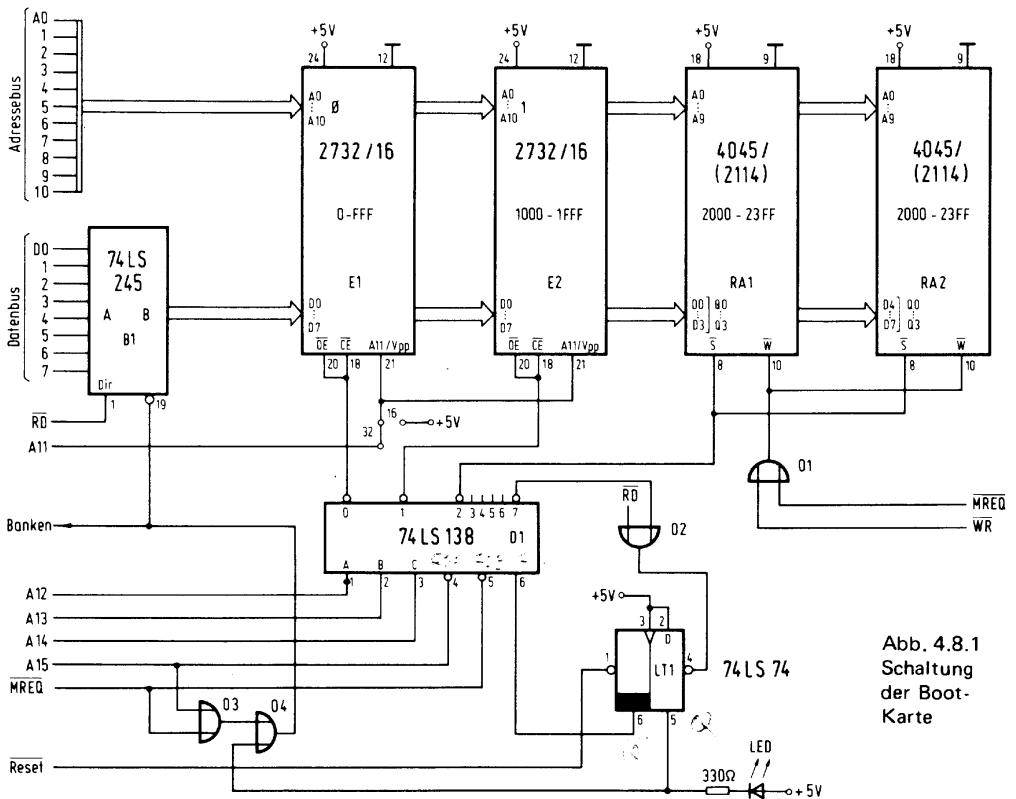 Adressebus
A0
1
2
3
4
5
6
7
8
9
10
+5V
24
12
A0
A10
Ø
2732/16
0-FFF
E1
D0
D7
OE
CE
A11/Vpp
20
18
21
+5V
24
12
A0
A10
1
2732/16
1000 - 1FFF
E2
D0
D7
OE
CE
A11/Vpp
20
18
21
+5V
18
9
A0
A9
4045/
(2114)
2000 - 23FF
RA1
D0
D3
Q0
Q3
S
W
8
10
+5V
18
9
A0
A9
4045/
(2114)
2000 - 23FF
RA2
D4
D7
Q0
Q3
S
W
8
10
Datenbus
D0
1
2
3
4
5
6
7
74LS
245
A B
B1
Dir
1
19
RD
A11
16
32
+5V
O1
MREQ
WR
Banken
0 1 2 3 4 5 6 7
74LS 138 D1
A B C
1 2 3 4 5 6
RD
O2
A12
A13
A14
A15
MREQ
O3
O4
+5V
3
2
D
1
LT1
4
74LS 74
6
5
Q
Reset
330Ω
LED
+5V
Abb. 4.8.1
Schaltung
der Boot-
Karte